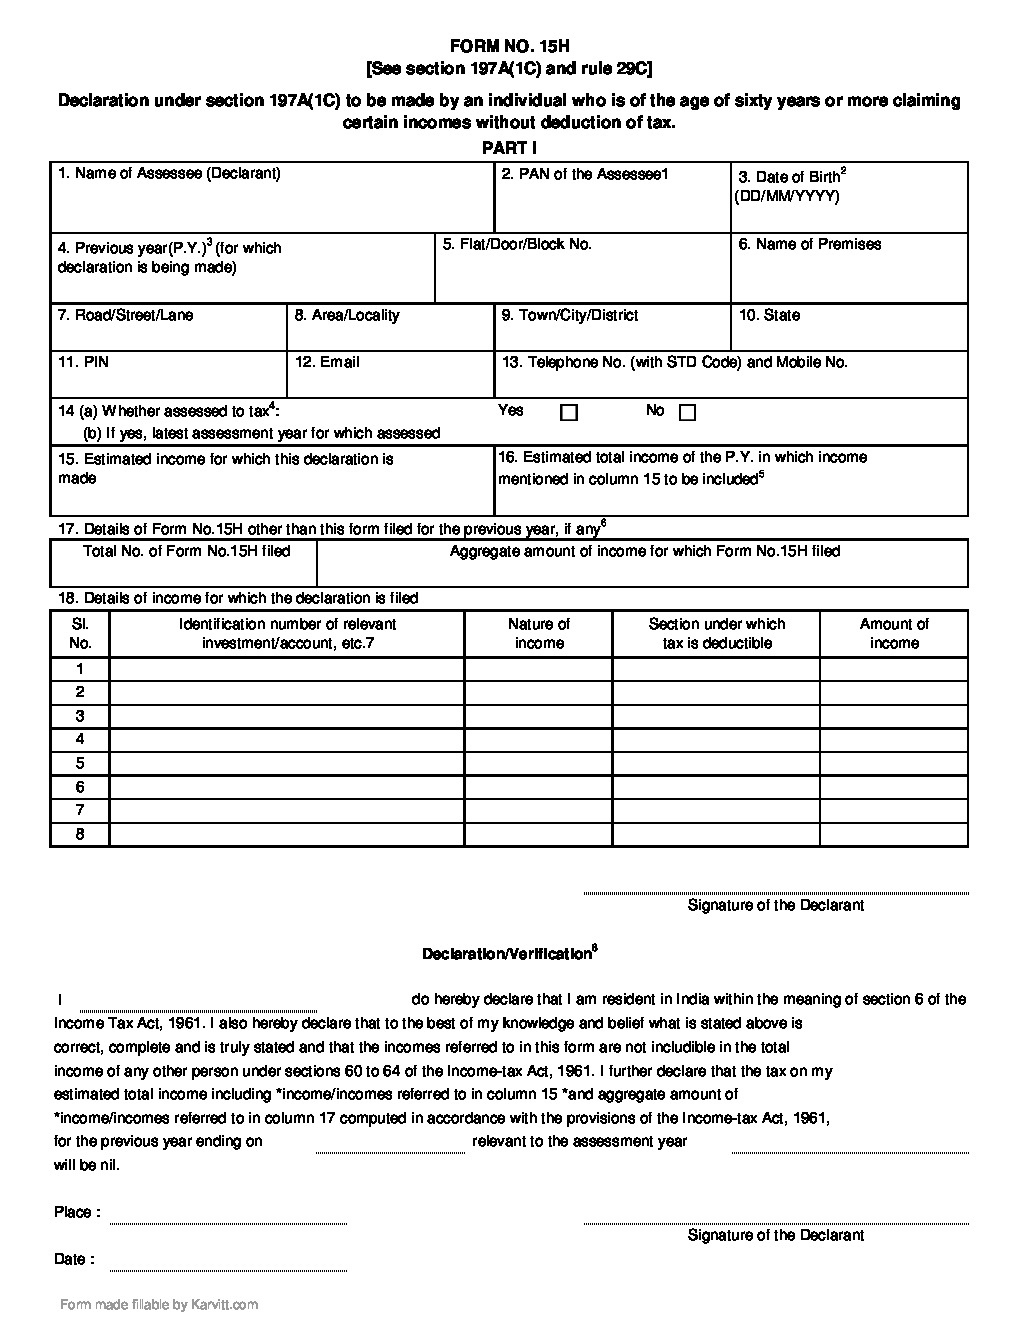 FORM NO. 15H
[See section 197A(1C) and rule 29C]
Declaration under section 197A(1C) to be made by an individual who is of the age of sixty years or more claiming
certain incomes without deduction of tax.
PART I
1. Name of Assessee (Declarant)
2. PAN of the Assessee1
3. Date of Birth2
(DD/MM/YYYY)
4. Previous year(P.Y.)3 (for which
declaration is being made)
5. Flat/Door/Block No.
6. Name of Premises
7. Road/Street/Lane
8. Area/Locality
9. Town/City/District
10. State
11. PIN
12. Email
13. Telephone No. (with STD Code) and Mobile No.
14 (a) Whether assessed to tax4:
Yes
No
(b) If yes, latest assessment year for which assessed
15. Estimated income for which this declaration is
made
16. Estimated total income of the P.Y. in which income
mentioned in column 15 to be included5
17. Details of Form No.15H other than this form filed for the previous year, if any6
Total No. of Form No.15H filed
Aggregate amount of income for which Form No.15H filed
18. Details of income for which the declaration is filed
Sl.
No.
Identification number of relevant
investment/account, etc.7
Nature of
income
Section under which
tax is deductible
Amount of
income
1
2
3
4
5
6
7
8
Signature of the Declarant
Declaration/Verification8
I do hereby declare that I am resident in India within the meaning of section 6 of the
Income Tax Act, 1961. I also hereby declare that to the best of my knowledge and belief what is stated above is
correct, complete and is truly stated and that the incomes referred to in this form are not includible in the total
income of any other person under sections 60 to 64 of the Income-tax Act, 1961. I further declare that the tax on my
estimated total income including *income/incomes referred to in column 15 *and aggregate amount of
*income/incomes referred to in column 17 computed in accordance with the provisions of the Income-tax Act, 1961,
for the previous year ending on relevant to the assessment year
will be nil.
Place :
Signature of the Declarant
Date :
Form made fillable by Karvitt.com